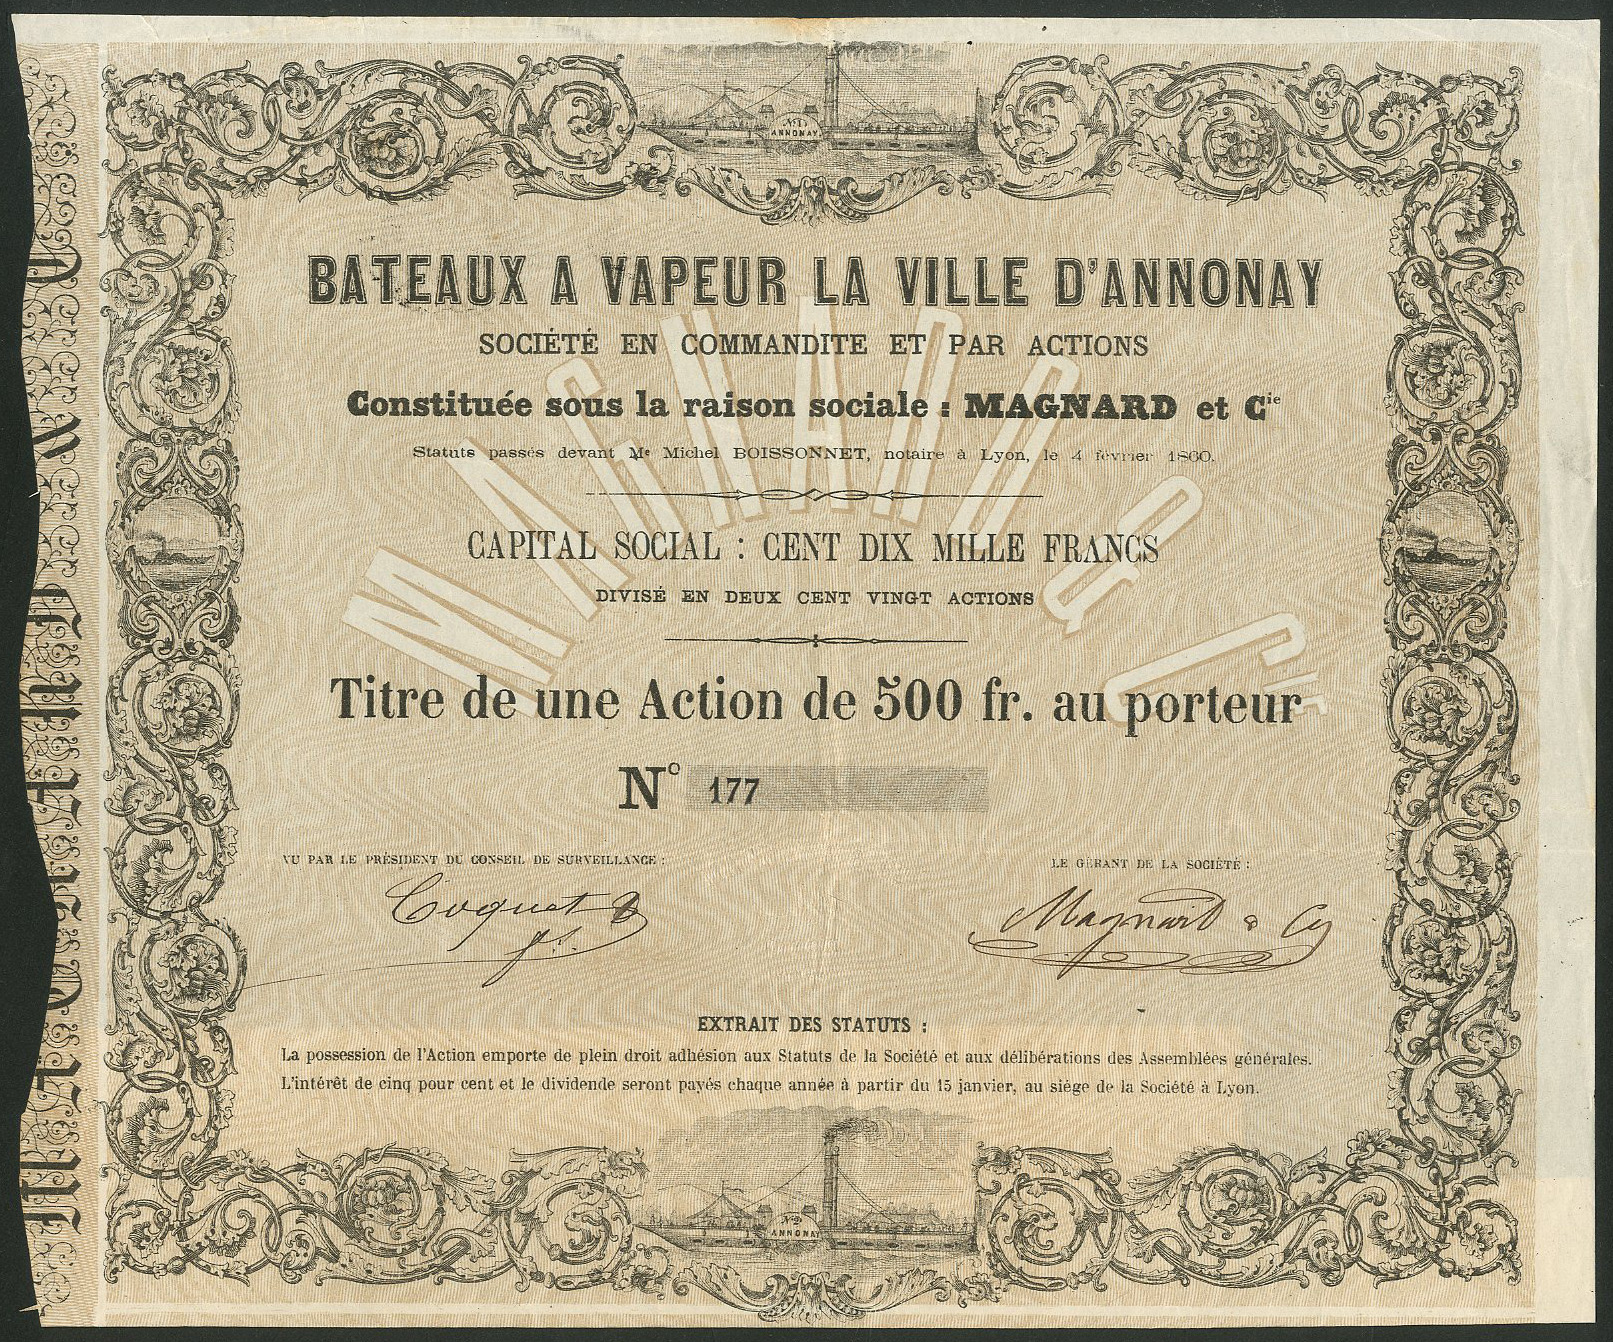 N°1
ANNONAY
BATEAUX A VAPEUR LA VILLE D'ANNONAY
SOCIÉTÉ EN COMMANDITE ET PAR ACTIONS
Constituée sous la raison sociale : MAGNARD et Cie
Statuts passés devant Me Michel BOISSONNET, notaire à Lyon, le 4 février 1860.
MAGNARD & Cie
CAPITAL SOCIAL : CENT DIX MILLE FRANCS
DIVISÉ EN DEUX CENT VINGT ACTIONS
Titre de une Action de 500 fr. au porteur
N° 177
VU PAR LE PRÉSIDENT DU CONSEIL DE SURVEILLANCE :
LE GÉRANT DE LA SOCIÉTÉ :
Coquet
Magnard & Cie
EXTRAIT DES STATUTS :
La possession de l'Action emporte de plein droit adhésion aux Statuts de la Société et aux délibérations des Assemblées générales.
L'intérêt de cinq pour cent et le dividende seront payés chaque année à partir du 15 janvier, au siège de la Société à Lyon.
N°2
ANNONAY